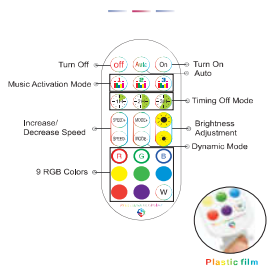 Turn Off
off
Auto
On
Turn On
Auto
Music Activation Mode
Timing Off Mode
Increase/
Decrease Speed
SPEED+
MODE+
Brightness
Adjustment
SPEED-
MODE-
Dynamic Mode
R
G
B
9 RGB Colors
W
Plastic film